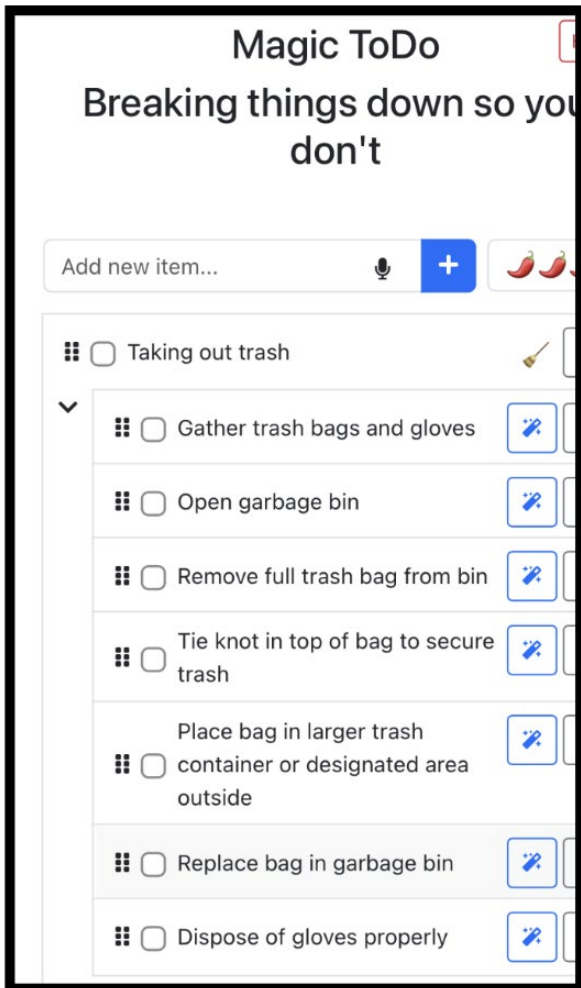 Magic ToDo
Breaking things down so you
don't
Add new item...
Taking out trash
Gather trash bags and gloves
Open garbage bin
Remove full trash bag from bin
Tie knot in top of bag to secure
trash
Place bag in larger trash
container or designated area
outside
Replace bag in garbage bin
Dispose of gloves properly